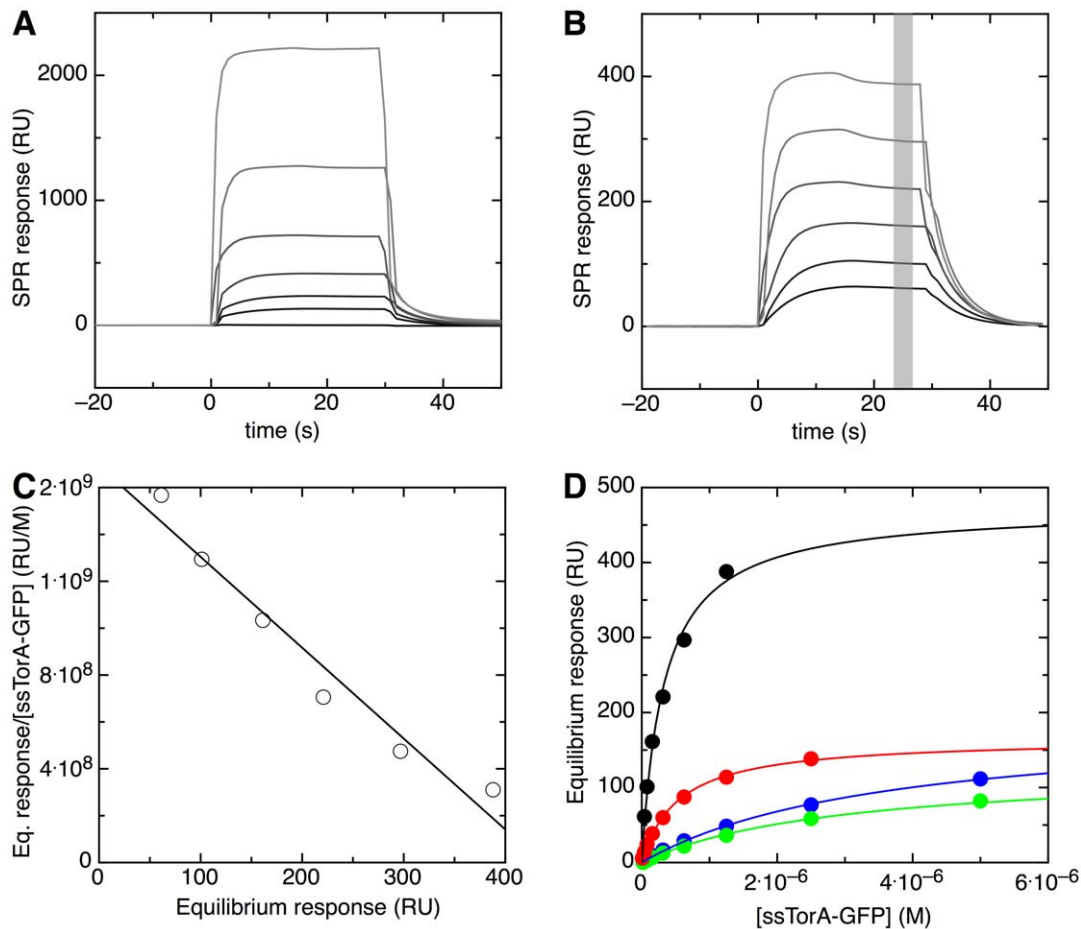 A
SPR response (RU)
2000
1000
0
–20
0
20
40
time (s)
B
SPR response (RU)
400
200
0
–20
0
20
40
time (s)
C
Eq. response/[ssTorA-GFP] (RU/M)
2·10⁹
1·10⁹
8·10⁸
4·10⁸
0
0
100
200
300
400
Equilibrium response (RU)
D
Equilibrium response (RU)
500
400
300
200
100
0
0
2·10⁻⁶
4·10⁻⁶
6·10⁻⁶
[ssTorA-GFP] (M)